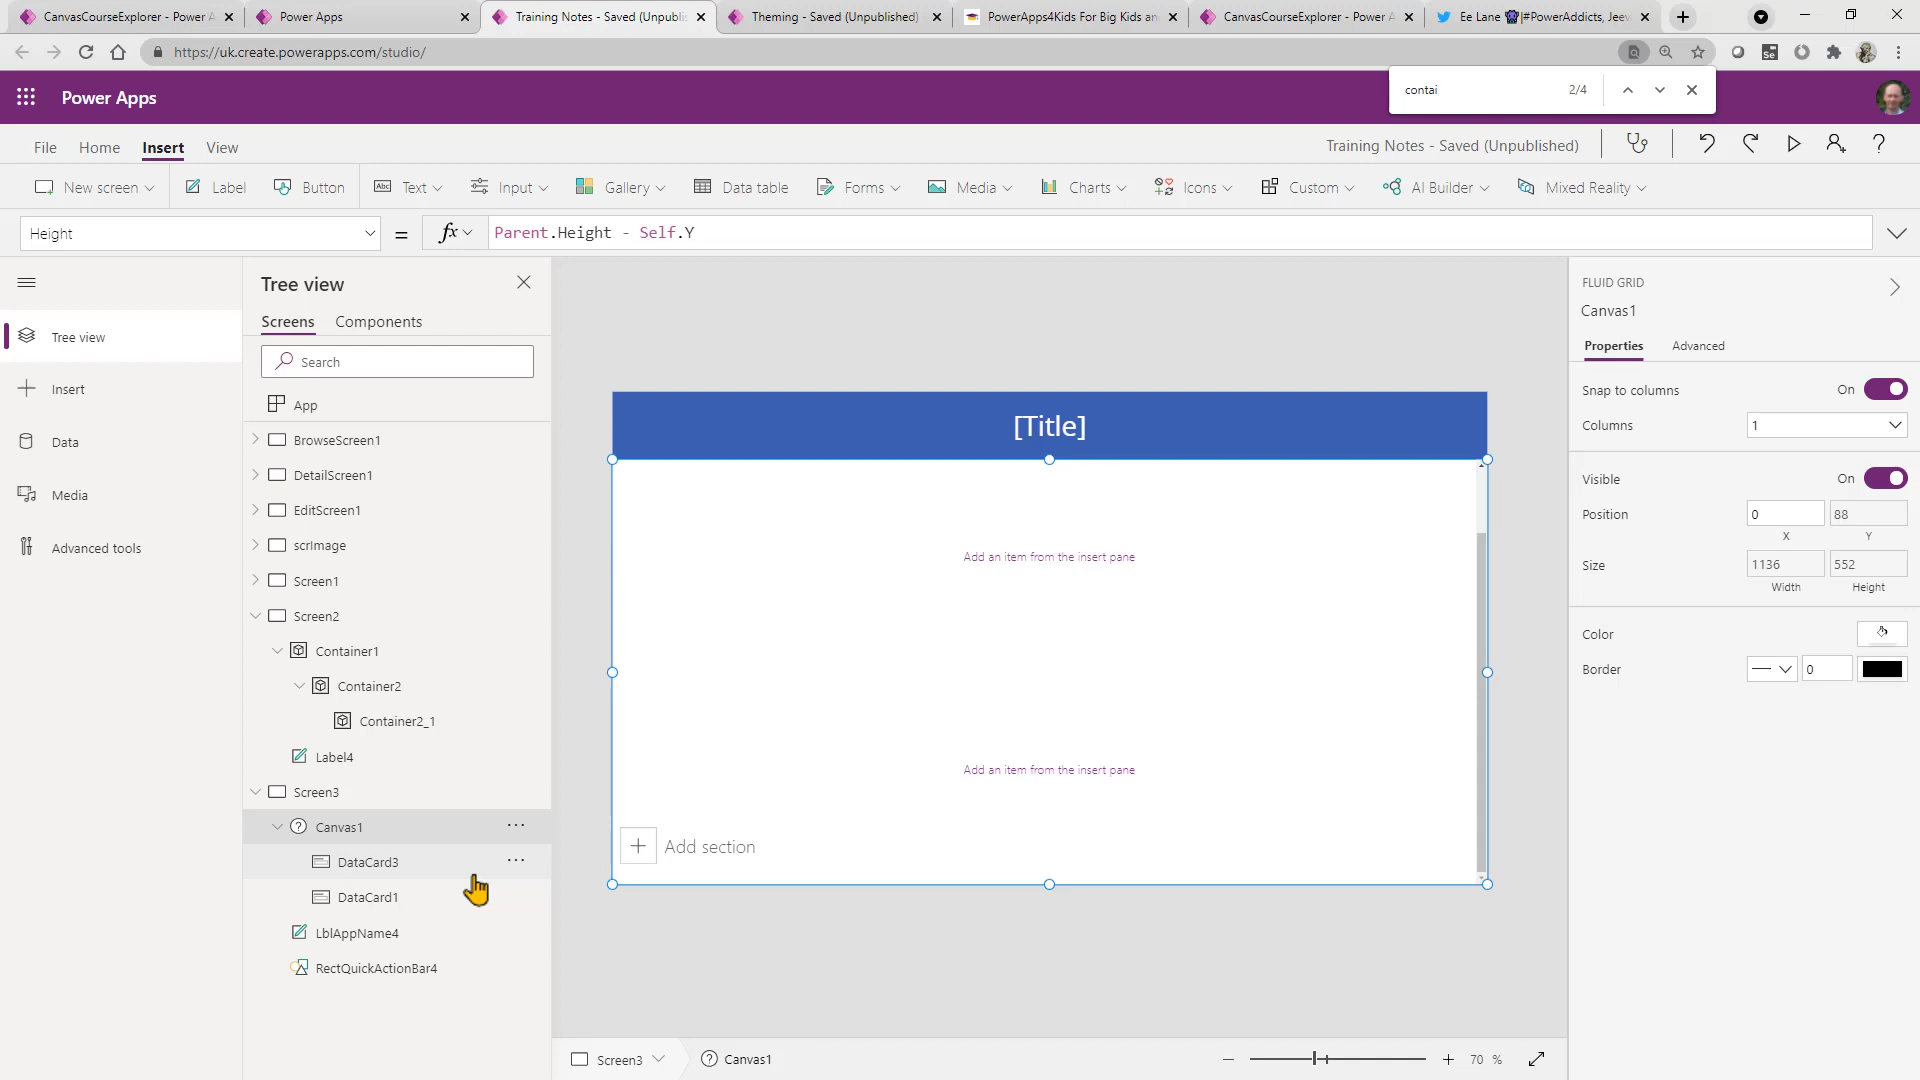 CanvasCourseExplorer - Power A
Power Apps
Training Notes - Saved (Unpublis
Theming - Saved (Unpublished)
PowerApps4Kids For Big Kids an
CanvasCourseExplorer - Power A
Ee Lane |#PowerAddicts, Jeev
https://uk.create.powerapps.com/studio/
Se
contai
2/4
Power Apps
File
Home
Insert
View
Training Notes - Saved (Unpublished)
New screen
Label
Button
Abc
Text
Input
Gallery
Data table
Forms
Media
Charts
Icons
Custom
AI Builder
Mixed Reality
Height
=
fx
Parent.Height - Self.Y
Tree view
Insert
Data
Media
Advanced tools
Tree view
Screens
Components
Search
App
BrowseScreen1
DetailScreen1
EditScreen1
scrImage
Screen1
Screen2
Container1
Container2
Container2_1
Label4
Screen3
Canvas1
DataCard3
DataCard1
LblAppName4
RectQuickActionBar4
[Title]
Add an item from the insert pane
Add an item from the insert pane
Add section
Screen3
Canvas1
70 %
FLUID GRID
Canvas1
Properties
Advanced
Snap to columns
On
Columns
1
Visible
On
Position
0
88
X
Y
Size
1136
552
Width
Height
Color
Border
0